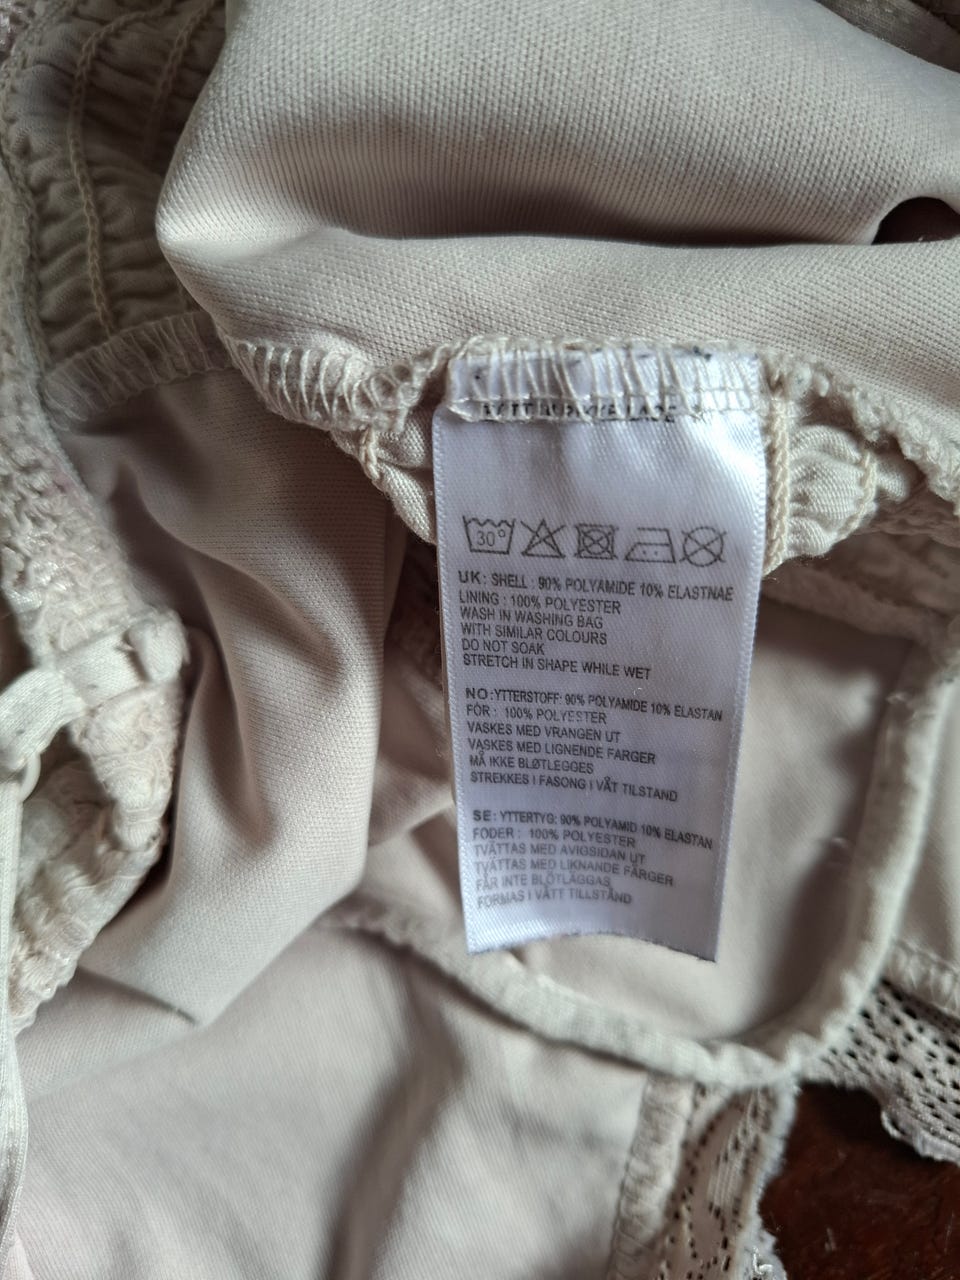 30°
UK: SHELL : 90% POLYAMIDE 10% ELASTNAE
LINING : 100% POLYESTER
WASH IN WASHING BAG
WITH SIMILAR COLOURS
DO NOT SOAK
STRETCH IN SHAPE WHILE WET
NO:YTTERSTOFF: 90% POLYAMIDE 10% ELASTAN
FÓR : 100% POLYESTER
VASKES MED VRANGEN UT
VASKES MED LIGNENDE FARGER
MÅ IKKE BLØTLEGGES
STREKKES I FASONG I VÅT TILSTAND
SE: YTTERTYG: 90% POLYAMID 10% ELASTAN
FODER : 100% POLYESTER
TVÄTTAS MED AVIGSIDAN UT
TVÄTTAS MED LIKNANDE FÄRGER
FÅR INTE BLÖTLÄGGAS
FORMAS I VÅTT TILLSTÅND